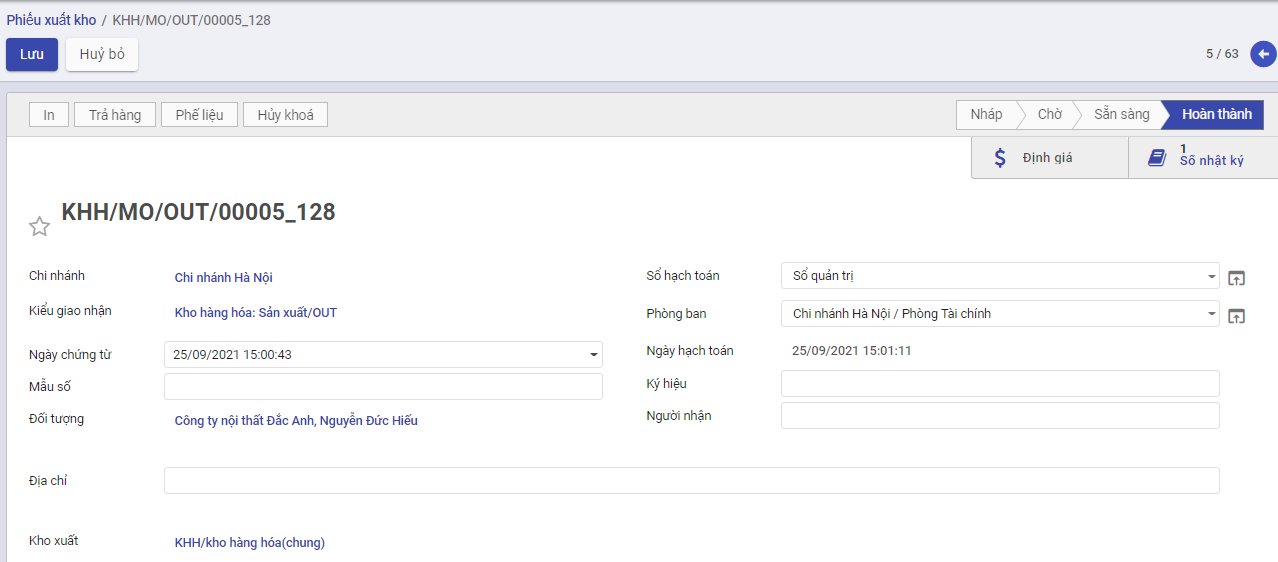 Phiếu xuất kho / KHH/MO/OUT/00005_128
Lưu Huỷ bỏ 5 / 63
In Trả hàng Phế liệu Hủy khoá Nháp Chờ Sẵn sàng Hoàn thành
$ Định giá 1
Sổ nhật ký
KHH/MO/OUT/00005_128
Chi nhánh Chi nhánh Hà Nội Sổ hạch toán Sổ quản trị
Kiểu giao nhận Kho hàng hóa: Sản xuất/OUT Phòng ban Chi nhánh Hà Nội / Phòng Tài chính
Ngày chứng từ 25/09/2021 15:00:43 Ngày hạch toán 25/09/2021 15:01:11
Mẫu số Ký hiệu
Đối tượng Công ty nội thất Đắc Anh, Nguyễn Đức Hiếu Người nhận
Địa chỉ
Kho xuất KHH/kho hàng hóa(chung)